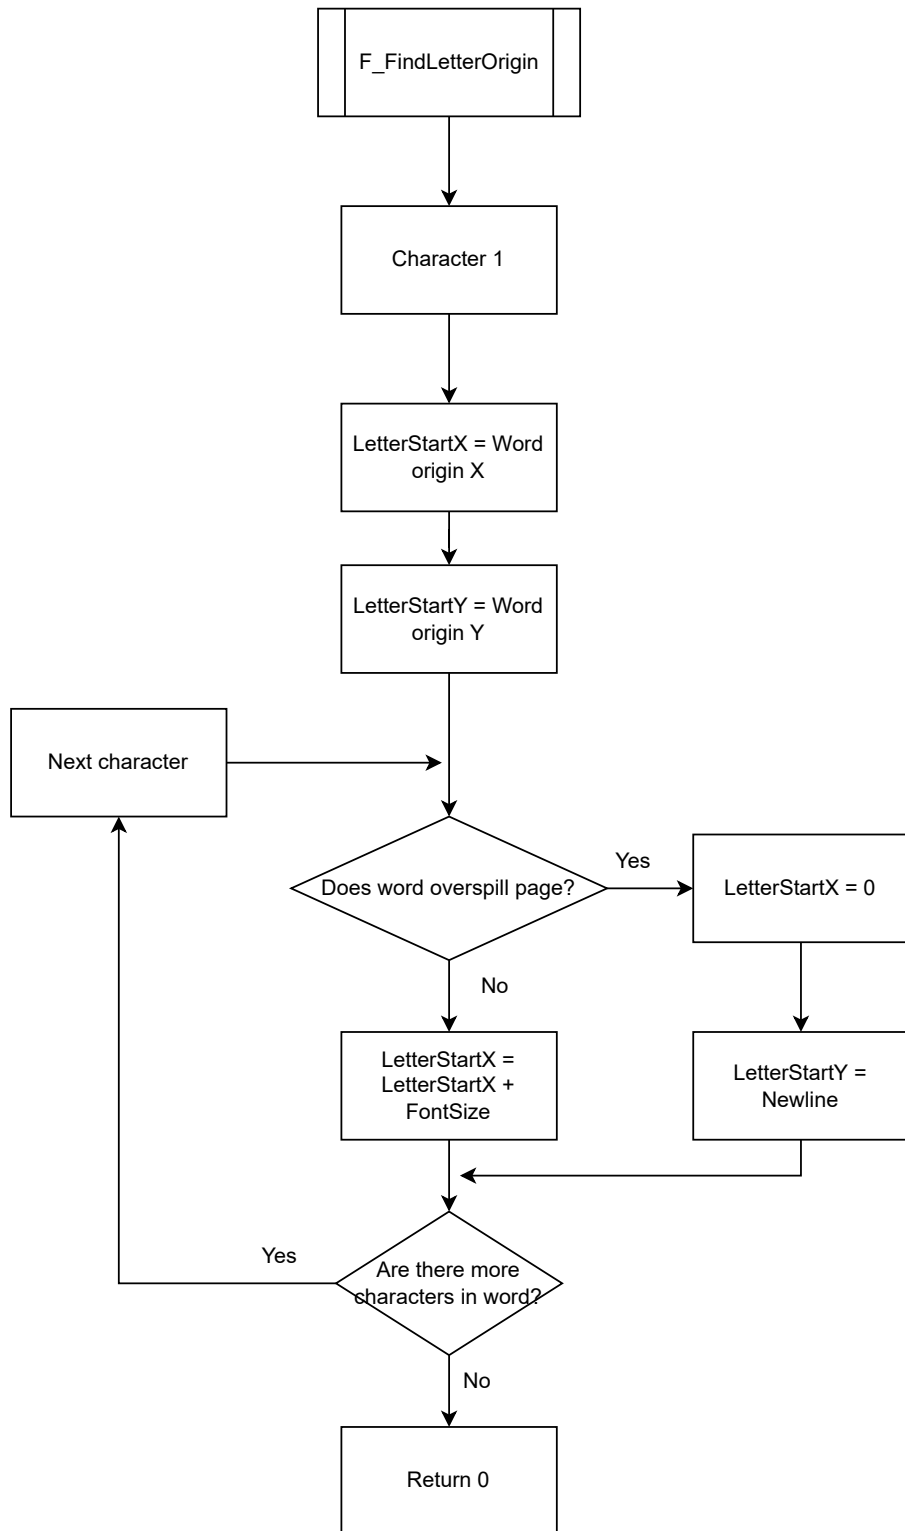 F_FindLetterOrigin
Character 1
LetterStartX = Word
origin X
LetterStartY = Word
origin Y
Next character
Does word overspill page?
Yes
LetterStartX = 0
No
LetterStartX =
LetterStartX +
FontSize
LetterStartY =
Newline
Yes
Are there more
characters in word?
No
Return 0